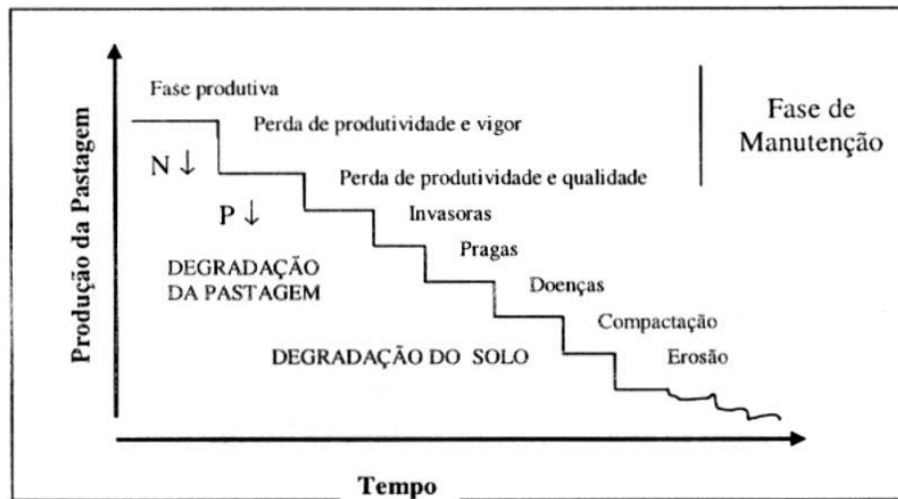 Fase produtiva
Perda de produtividade e vigor
Fase de
Manutenção
N ↓
Perda de produtividade e qualidade
P ↓
Invasoras
Pragas
DEGRADAÇÃO
DA PASTAGEM
Doenças
Compactação
DEGRADAÇÃO DO SOLO
Erosão
Produção da Pastagem
Tempo